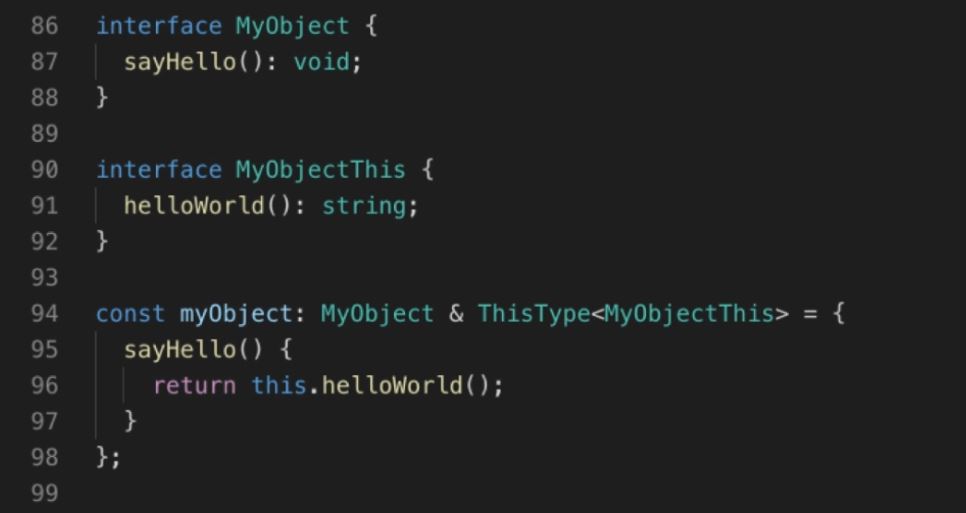 86 interface MyObject {
87   sayHello(): void;
88 }
89
90 interface MyObjectThis {
91   helloWorld(): string;
92 }
93
94 const myObject: MyObject & ThisType<MyObjectThis> = {
95   sayHello() {
96     return this.helloWorld();
97   }
98 };
99